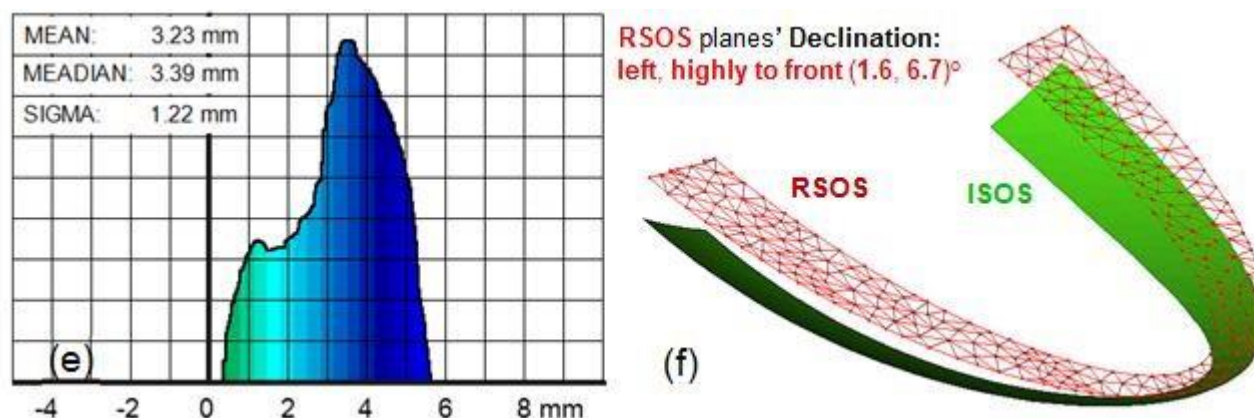 MEAN: 3.23 mm
MEADIAN: 3.39 mm
SIGMA: 1.22 mm
(e)
-4 -2 0 2 4 6 8 mm
RSOS planes’ Declination:
left, highly to front (1.6, 6.7)°
RSOS
ISOS
(f)